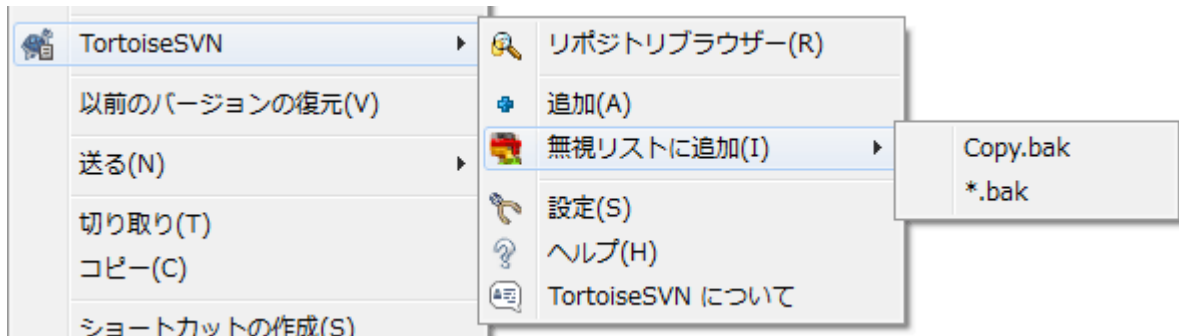 TortoiseSVN
以前のバージョンの復元(V)
送る(N)
切り取り(T)
コピー(C)
ショートカットの作成(S)
リポジトリブラウザー(R)
追加(A)
無視リストに追加(I)
設定(S)
ヘルプ(H)
TortoiseSVN について
Copy.bak
*.bak